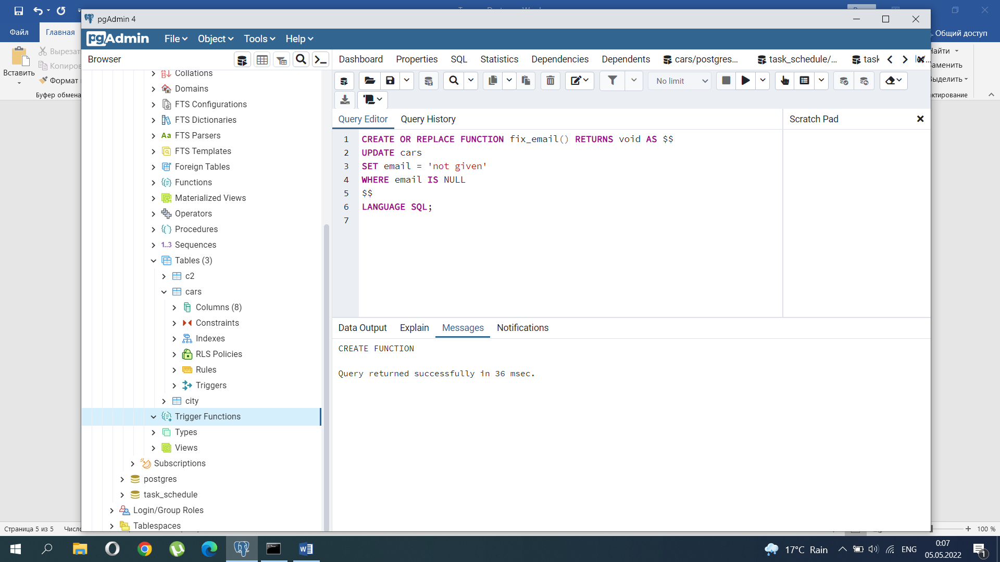 pgAdmin 4
Файл
Главная
Общий доступ
Вставить
Вырезат
Копиров
Формат
Буфер обмена
pgAdmin
File
Object
Tools
Help
Browser
Dashboard
Properties
SQL
Statistics
Dependencies
Dependents
cars/postgres...
task_schedule/...
task
No limit
Query Editor
Query History
Scratch Pad
1 CREATE OR REPLACE FUNCTION fix_email() RETURNS void AS $$
2 UPDATE cars
3 SET email = 'not given'
4 WHERE email IS NULL
5 $$
6 LANGUAGE SQL;
7
Collations
Domains
FTS Configurations
FTS Dictionaries
Aa FTS Parsers
FTS Templates
Foreign Tables
Functions
Materialized Views
Operators
Procedures
1..3 Sequences
Tables (3)
c2
cars
Columns (8)
Constraints
Indexes
RLS Policies
Rules
Triggers
city
Trigger Functions
Types
Views
Subscriptions
postgres
task_schedule
Login/Group Roles
Tablespaces
Data Output
Explain
Messages
Notifications
CREATE FUNCTION
Query returned successfully in 36 msec.
Страница 5 из 5
Число
100 %
17°C Rain
ENG
0:07
05.05.2022
1